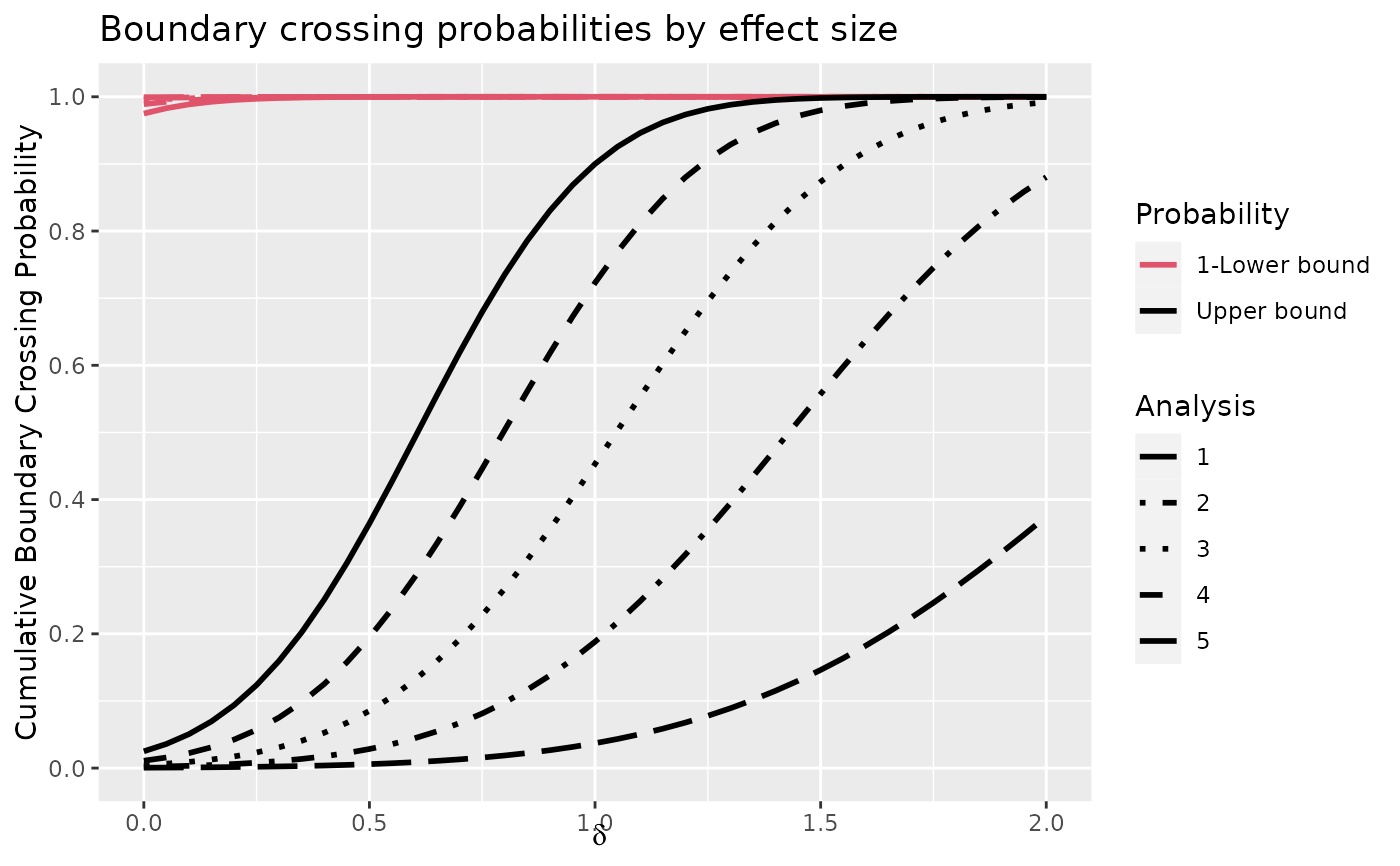 Boundary crossing probabilities by effect size
Cumulative Boundary Crossing Probability
1.0
0.8
0.6
0.4
0.2
0.0
0.0 0.5 1.0 1.5 2.0
δ
Probability
1-Lower bound
Upper bound
Analysis
1
2
3
4
5